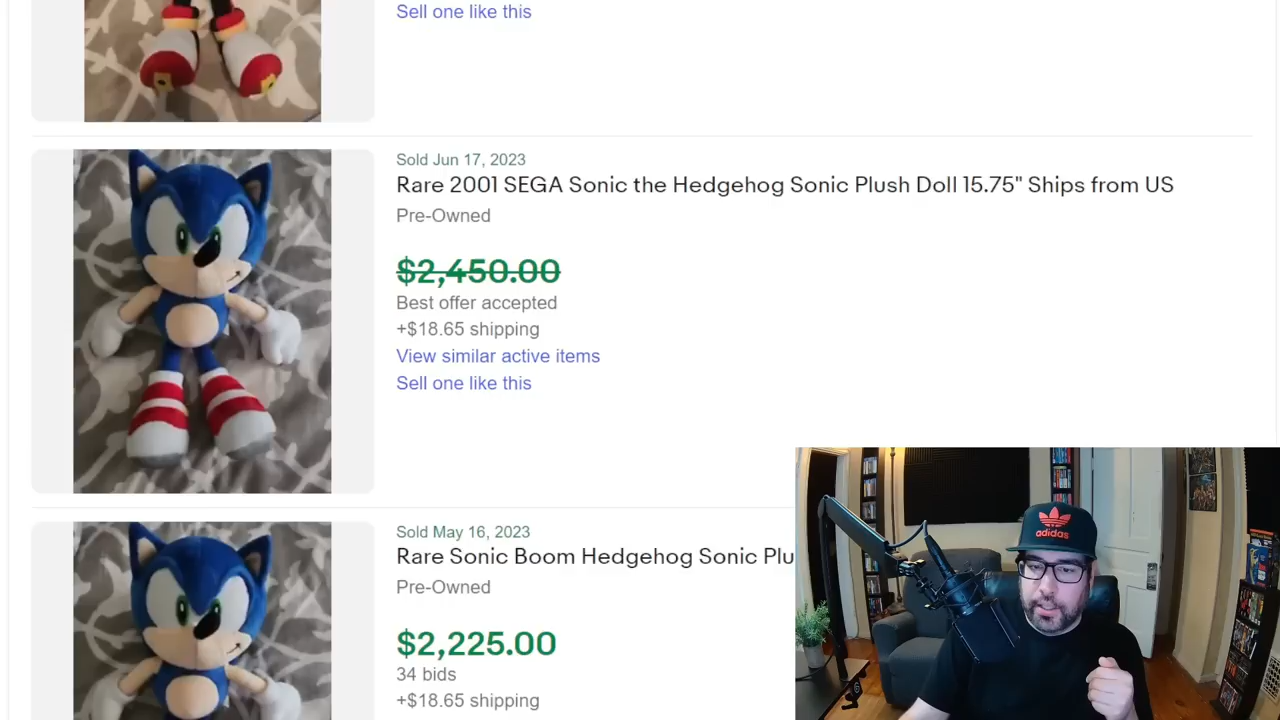 Sell one like this
Sold Jun 17, 2023
Rare 2001 SEGA Sonic the Hedgehog Sonic Plush Doll 15.75" Ships from US
Pre-Owned
$2,450.00
Best offer accepted
+$18.65 shipping
View similar active items
Sell one like this
Sold May 16, 2023
Rare Sonic Boom Hedgehog Sonic Plu
Pre-Owned
$2,225.00
34 bids
+$18.65 shipping
adidas